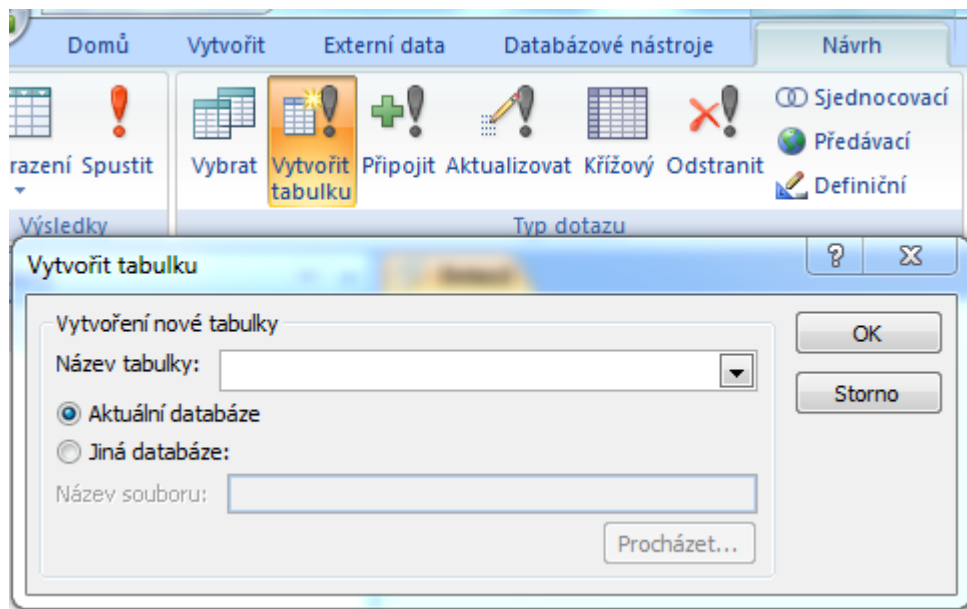 Domů Vytvořit Externí data Databázové nástroje Návrh
razení Spustit Vybrat Vytvořit tabulku Připojit Aktualizovat Křížový Odstranit
Sjednocovací
Předávací
Definiční
Výsledky Typ dotazu
Vytvořit tabulku
Vytvoření nové tabulky
Název tabulky:
OK
Storno
Aktuální databáze
Jiná databáze:
Název souboru:
Procházet...